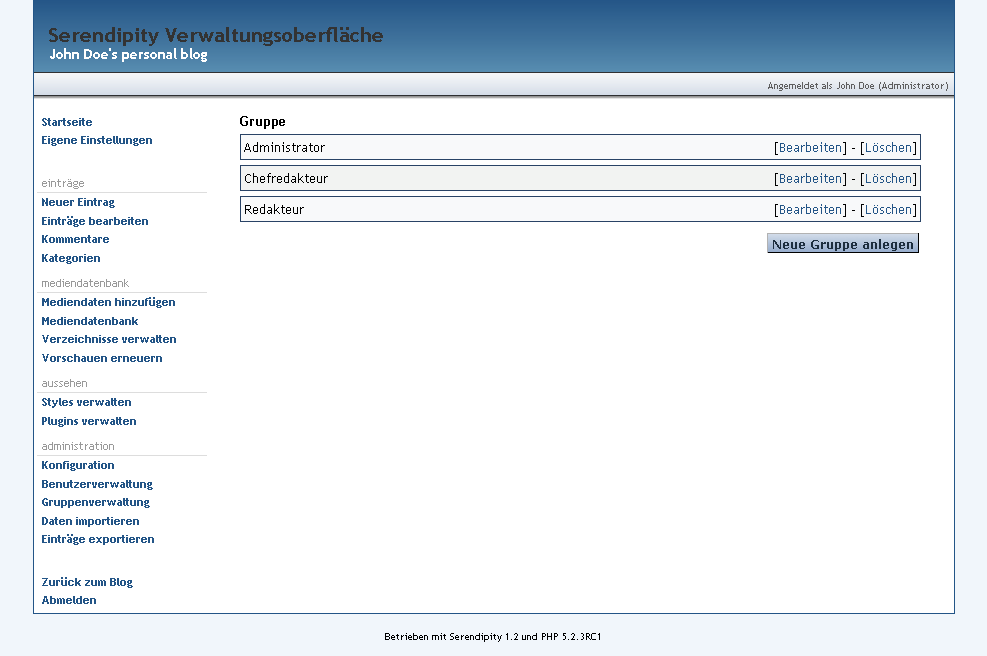 Serendipity Verwaltungsoberfläche
John Doe's personal blog
Angemeldet als John Doe (Administrator)
Startseite
Eigene Einstellungen
einträge
Neuer Eintrag
Einträge bearbeiten
Kommentare
Kategorien
mediendatenbank
Mediendaten hinzufügen
Mediendatenbank
Verzeichnisse verwalten
Vorschauen erneuern
aussehen
Styles verwalten
Plugins verwalten
administration
Konfiguration
Benutzerverwaltung
Gruppenverwaltung
Daten importieren
Einträge exportieren
Zurück zum Blog
Abmelden
Gruppe
Administrator [Bearbeiten] - [Löschen]
Chefredakteur [Bearbeiten] - [Löschen]
Redakteur [Bearbeiten] - [Löschen]
Neue Gruppe anlegen
Betrieben mit Serendipity 1.2 und PHP 5.2.3RC1